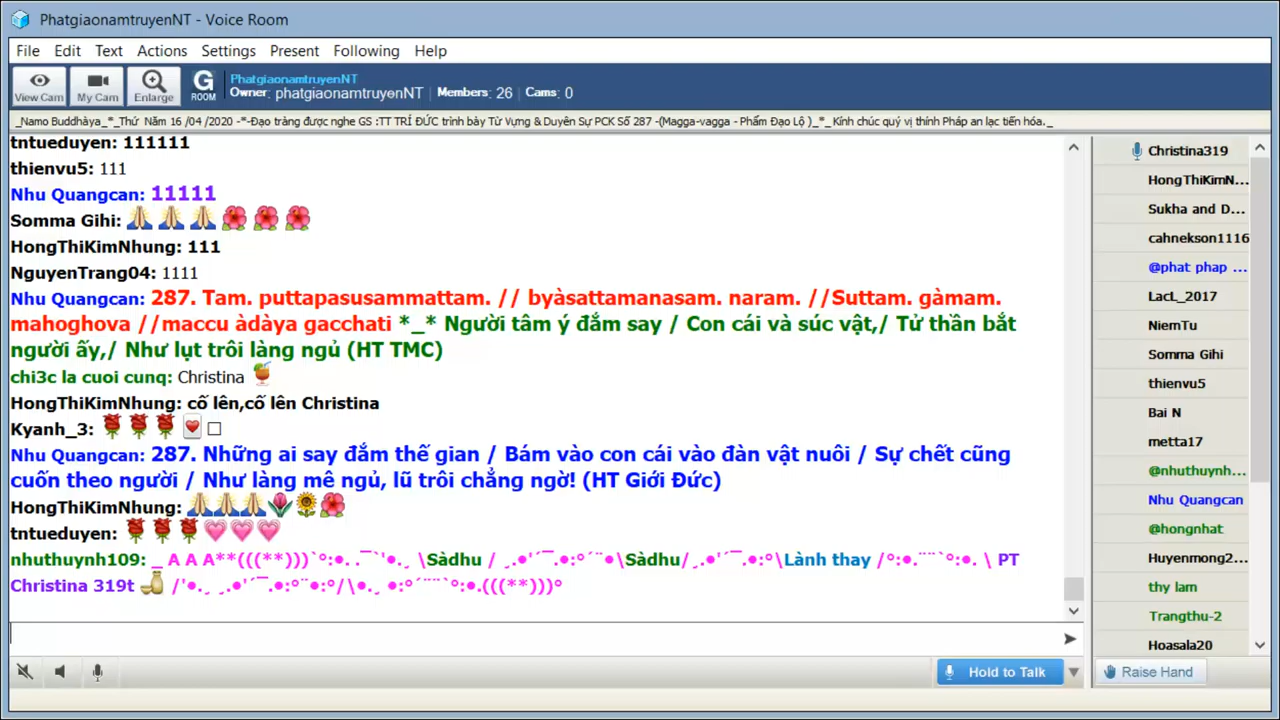 PhatgiaonamtruyenNT - Voice Room
File Edit Text Actions Settings Present Following Help
View Cam My Cam Enlarge G ROOM
PhatgiaonamtruyenNT
Owner: phatgiaonamtruyenNT Members: 26 Cams: 0
_Namo Buddhàya_*_Thứ Năm 16 /04 /2020 -*-Đạo tràng được nghe GS :TT TRÍ ĐỨC trình bày Từ Vựng & Duyên Sự PCK Số 287 -(Magga-vagga - Phẩm Đạo Lộ )_*_ Kính chúc quý vị thính Pháp an lạc tiến hóa._
tntueduyen: 111111
thienvu5: 111
Nhu Quangcan: 11111
Somma Gihi: 🙏🙏🙏🌺🌺🌺
HongThiKimNhung: 111
NguyenTrang04: 1111
Nhu Quangcan: 287. Tam. puttapasusammattam. // byàsattamanasam. naram. //Suttam. gàmam.
mahoghova //maccu àdàya gacchati *_* Người tâm ý đắm say / Con cái và súc vật,/ Tử thần bắt
người ấy,/ Như lụt trôi làng ngủ (HT TMC)
chi3c la cuoi cunq: Christina 🍹
HongThiKimNhung: cố lên,cố lên Christina
Kyanh_3: 🌹🌹🌹💌□
Nhu Quangcan: 287. Những ai say đắm thế gian / Bám vào con cái vào đàn vật nuôi / Sự chết cũng
cuốn theo người / Như làng mê ngủ, lũ trôi chẳng ngờ! (HT Giới Đức)
HongThiKimNhung: 🙏🙏🙏🌷🌻🌺
tntueduyen: 🌹🌹🌹💗💗💗
nhuthuynh109: _ A A A**(((**)))`°:•. .¯`'•.¸ \Sàdhu / ¸.•'´¯.•:°´¨•\Sàdhu/¸.•'´¯.•:°\Lành thay /°:•.¨¨`°:•. \ PT
Christina 319t 🍶 /'•.¸ ¸.•'´¯.•:°¨•:°/\•.¸ •:°´¨¨`°:•.(((**)))°
Hold to Talk
Christina319
HongThiKimN...
Sukha and D...
cahnekson1116
@phat phap ...
LacL_2017
NiemTu
Somma Gihi
thienvu5
Bai N
metta17
@nhuthuynh...
Nhu Quangcan
@hongnhat
Huyenmong2...
thy lam
Trangthu-2
Hoasala20
Raise Hand